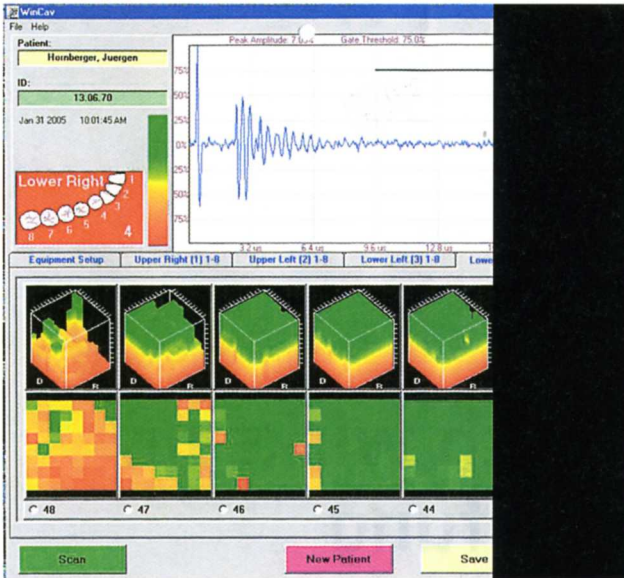 WinCav
File Help
Patient:
Heinberger, Juergen
ID:
13.06.70
Jan 31 2005 10:01:45 AM
Lower Right
1
2
3
4
5
6
7
8
4
Peak Amplitude Gate Threshold 75.0%
75%
50%
25%
0%
25%
50%
75%
3.2 us 6.4 us 9.6 us 12.8 us
Equipment Setup Upper Right (1) 1-8 Upper Left (2) 1-8 Lower Left (3) 1-8
D R
D R
D R
D R
D R
48 47 46 45 44
Scan New Patient Save